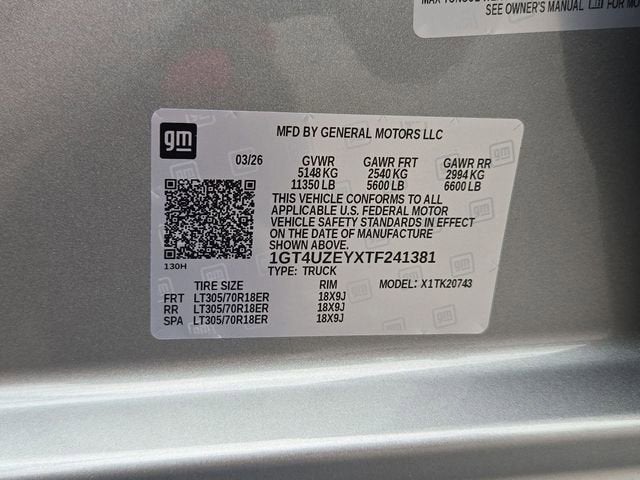 SEE OWNER'S MANUAL FOR MO
gm
MFD BY GENERAL MOTORS LLC
03/26 GVWR GAWR FRT GAWR RR
5148 KG 2540 KG 2994 KG
11350 LB 5600 LB 6600 LB
THIS VEHICLE CONFORMS TO ALL
APPLICABLE U.S. FEDERAL MOTOR
VEHICLE SAFETY STANDARDS IN EFFECT
ON THE DATE OF MANUFACTURE
SHOWN ABOVE.
1GT4UZEYXTF241381
130H
TYPE: TRUCK
TIRE SIZE RIM MODEL: X1TK20743
FRT LT305/70R18ER 18X9J
RR LT305/70R18ER 18X9J
SPA LT305/70R18ER 18X9J